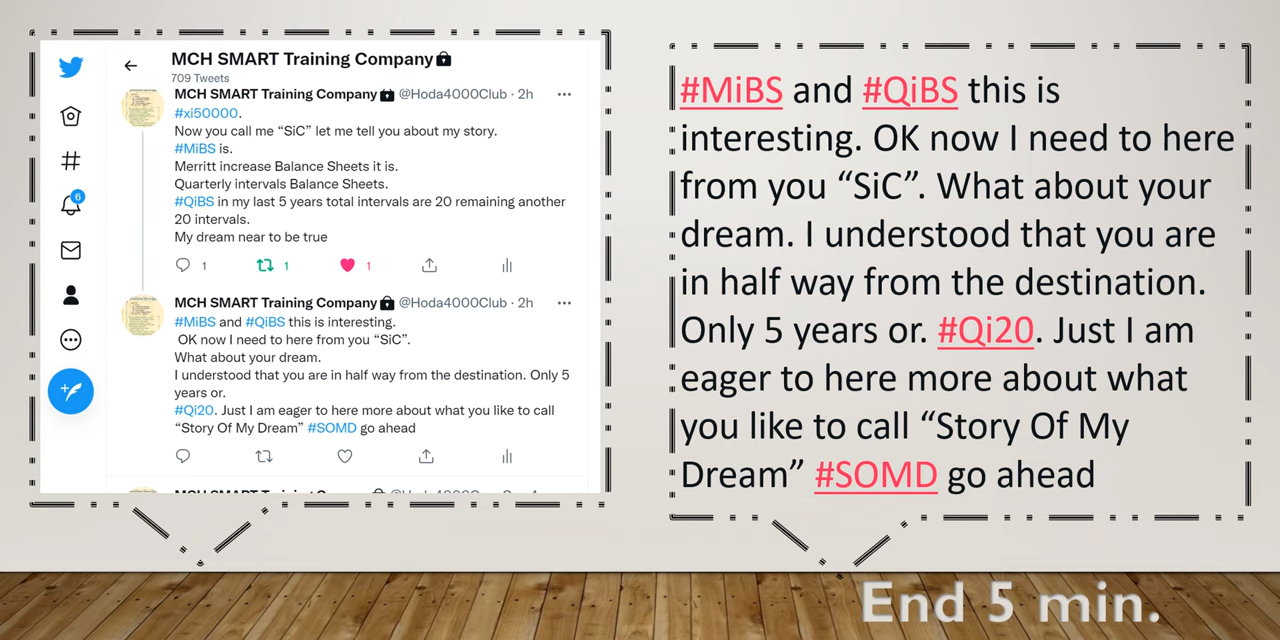 MCH SMART Training Company
709 Tweets
MCH SMART Training Company @Hoda4000Club · 2h
#xi50000.
Now you call me “SiC” let me tell you about my story.
#MiBS is.
Merritt increase Balance Sheets it is.
Quarterly intervals Balance Sheets.
#QiBS in my last 5 years total intervals are 20 remaining another
20 intervals.
My dream near to be true
1 1 1
MCH SMART Training Company @Hoda4000Club · 2h
#MiBS and #QiBS this is interesting.
OK now I need to here from you “SiC”.
What about your dream.
I understood that you are in half way from the destination. Only 5
years or.
#Qi20. Just I am eager to here more about what you like to call
“Story Of My Dream” #SOMD go ahead
6
#MiBS and #QiBS this is
interesting. OK now I need to here
from you “SiC”. What about your
dream. I understood that you are
in half way from the destination.
Only 5 years or. #Qi20. Just I am
eager to here more about what
you like to call “Story Of My
Dream” #SOMD go ahead
End 5 min.